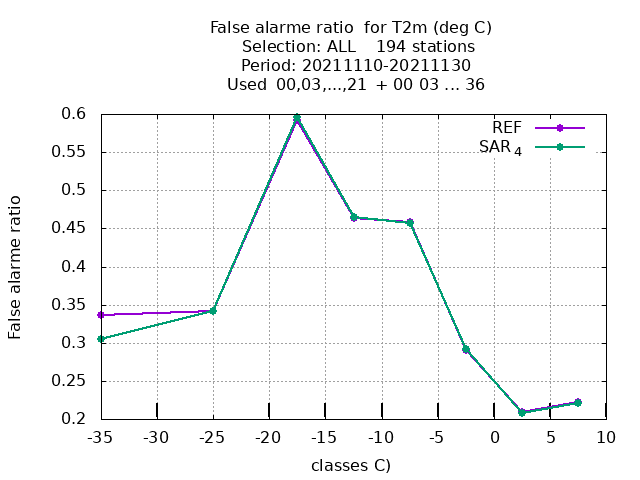 False alarme ratio for T2m (deg C)
Selection: ALL 194 stations
Period: 20211110-20211130
Used 00,03,...,21 + 00 03 ... 36
REF
SAR 4
False alarme ratio
0.6
0.55
0.5
0.45
0.4
0.35
0.3
0.25
0.2
-35 -30 -25 -20 -15 -10 -5 0 5 10
classes C)